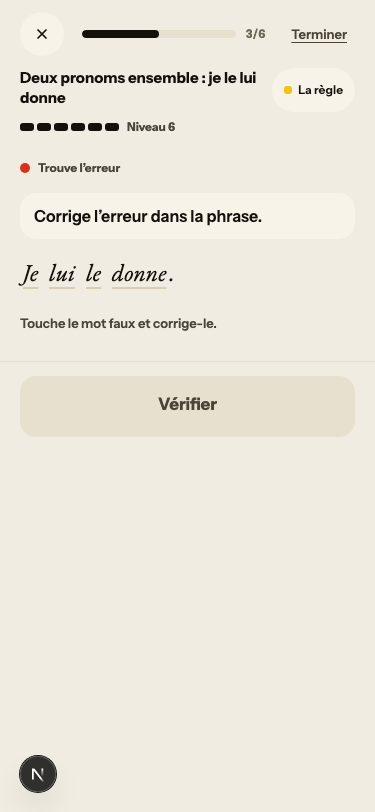 3/6
Terminer
Deux pronoms ensemble : je le lui
donne
La règle
Niveau 6
Trouve l'erreur
Corrige l'erreur dans la phrase.
Je lui le donne.
Touche le mot faux et corrige-le.
Vérifier
N